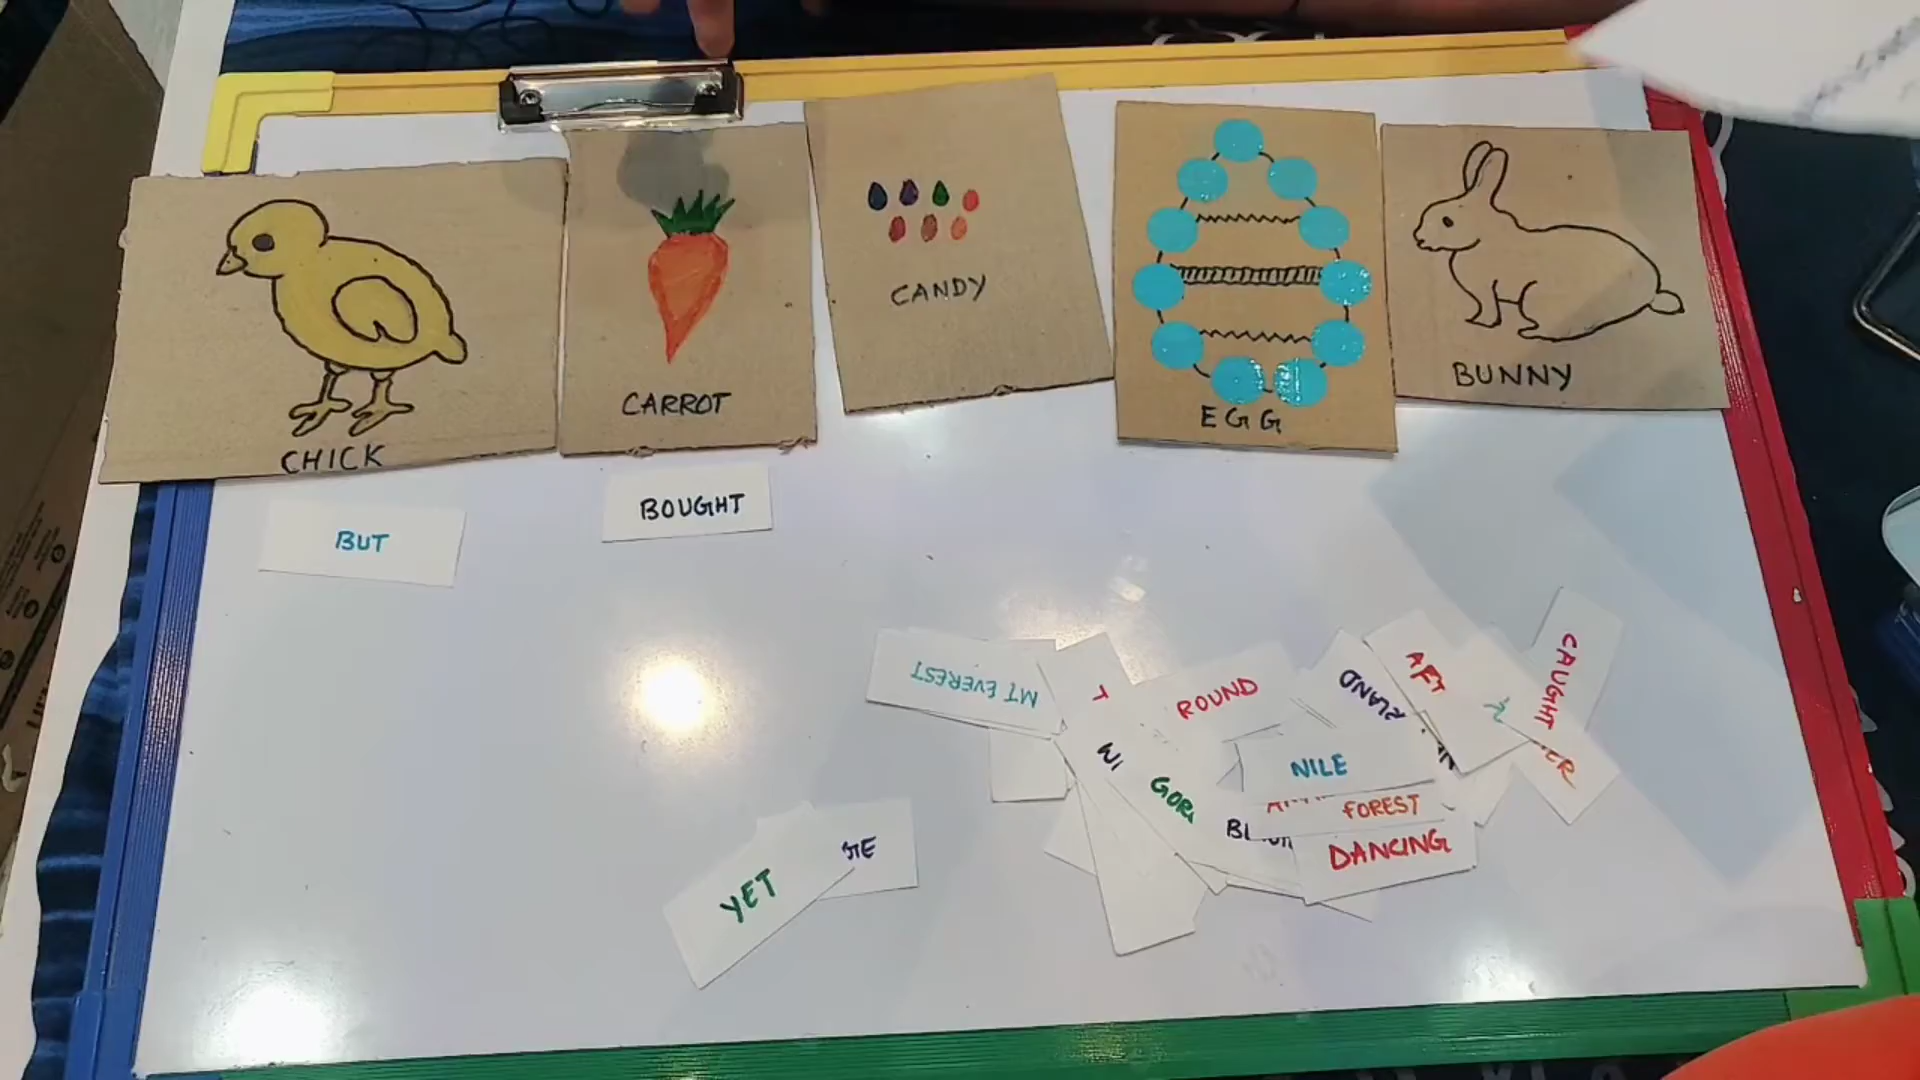 CHICK
CARROT
CANDY
EGG
BUNNY
BUT
BOUGHT
MT EVEREST
ROUND
CAUGHT
NILE
FOREST
DANCING
YET